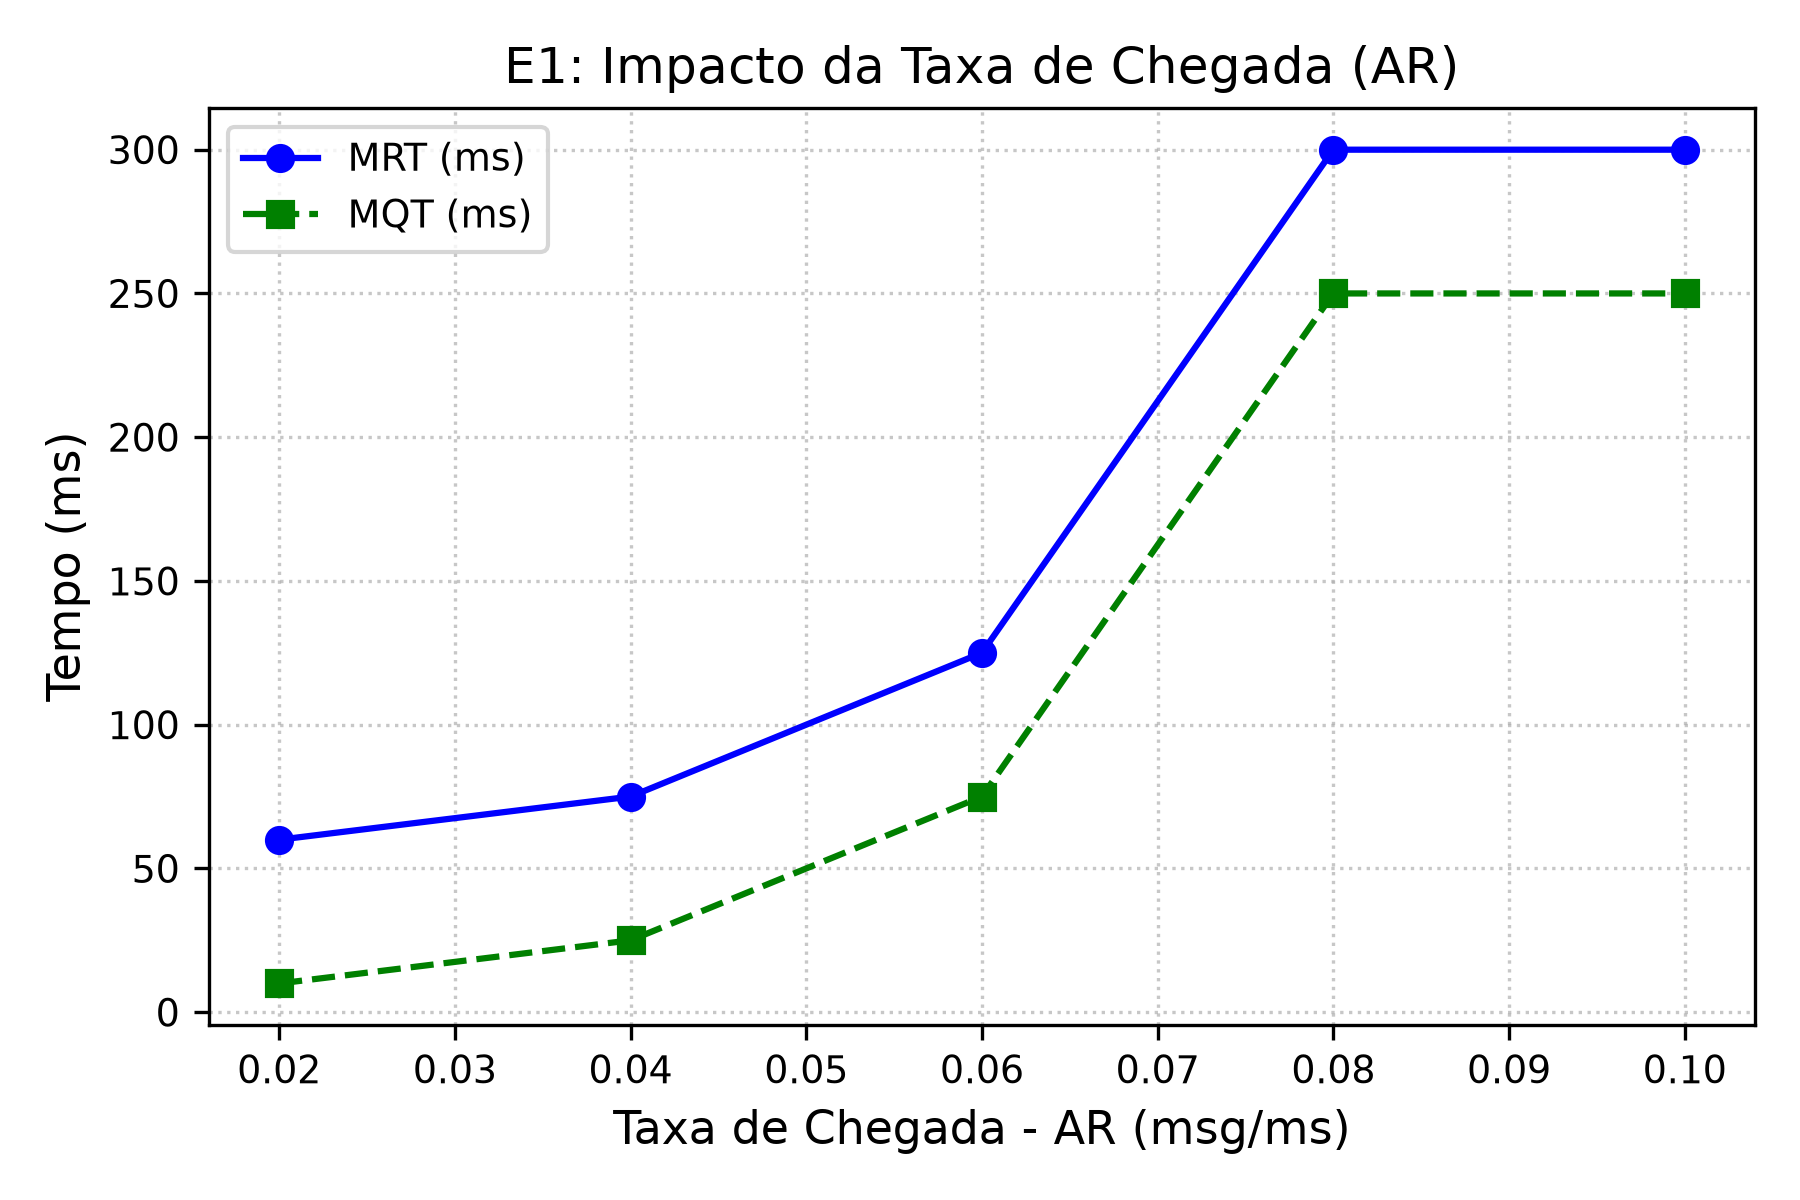 E1: Impacto da Taxa de Chegada (AR)
MRT (ms)
MQT (ms)
300
250
200
150
100
50
0
Tempo (ms)
0.02 0.03 0.04 0.05 0.06 0.07 0.08 0.09 0.10
Taxa de Chegada - AR (msg/ms)